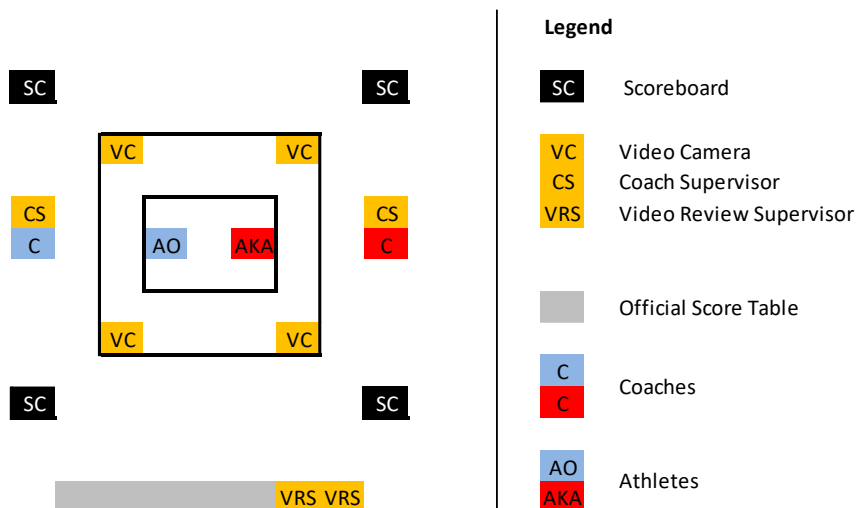 Legend
SC SC
SC Scoreboard
VC VC
VC Video Camera
CS CS
CS Coach Supervisor
VRS Video Review Supervisor
C AO AKA C
Official Score Table
VC VC
C
C
Coaches
SC SC
AO
AKA
Athletes
VRS VRS